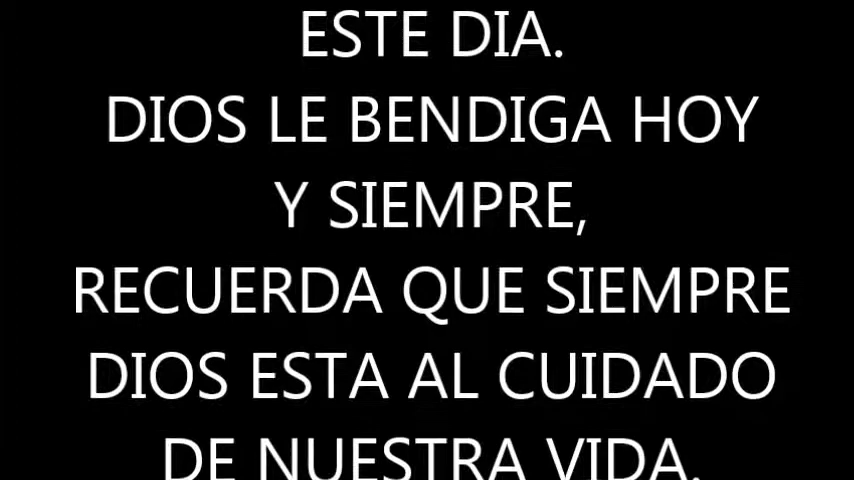 ESTE DIA.
DIOS LE BENDIGA HOY
Y SIEMPRE,
RECUERDA QUE SIEMPRE
DIOS ESTA AL CUIDADO
DE NUESTRA VIDA.